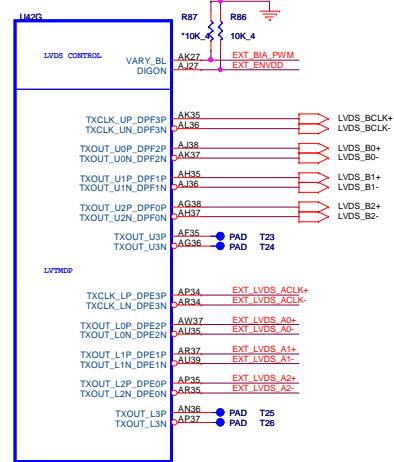 U42G
R87 R86
*10K_4 10K_4
LVDS CONTROL
VARY_BL AK27 EXT_BIA_PWM
DIGON AJ27 EXT_ENVDD
TXCLK_UP_DPF3P AK35 LVDS_BCLK+
TXCLK_UN_DPF3N AL36 LVDS_BCLK-
TXOUT_U0P_DPF2P AJ38 LVDS_B0+
TXOUT_U0N_DPF2N AK37 LVDS_B0-
TXOUT_U1P_DPF1P AH35 LVDS_B1+
TXOUT_U1N_DPF1N AJ36 LVDS_B1-
TXOUT_U2P_DPF0P AG38 LVDS_B2+
TXOUT_U2N_DPF0N AH37 LVDS_B2-
TXOUT_U3P AF35 PAD T23
TXOUT_U3N AG36 PAD T24
LVTMDP
TXCLK_LP_DPE3P AP34 EXT_LVDS_ACLK+
TXCLK_LN_DPE3N AR34 EXT_LVDS_ACLK-
TXOUT_L0P_DPE2P AW37 EXT_LVDS_A0+
TXOUT_L0N_DPE2N AU35 EXT_LVDS_A0-
TXOUT_L1P_DPE1P AR37 EXT_LVDS_A1+
TXOUT_L1N_DPE1N AU39 EXT_LVDS_A1-
TXOUT_L2P_DPE0P AP35 EXT_LVDS_A2+
TXOUT_L2N_DPE0N AR35 EXT_LVDS_A2-
TXOUT_L3P AN36 PAD T25
TXOUT_L3N AP37 PAD T26